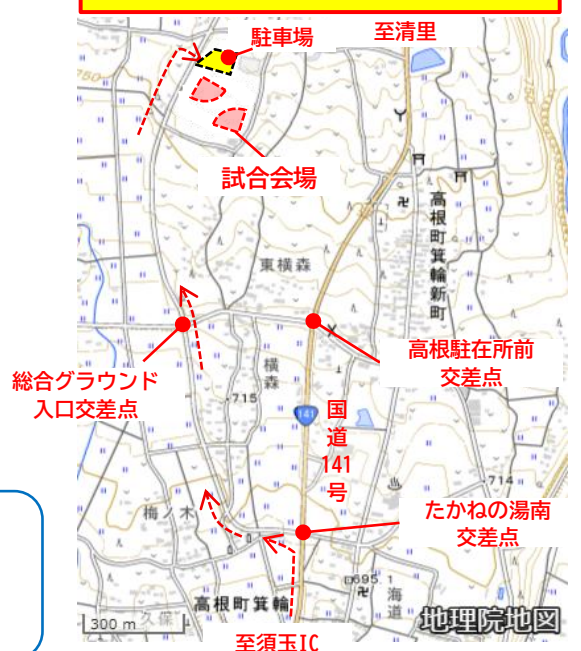 駐車場
至清里
750
試合会場
高根町箕輪新町
東横森
総合グラウンド
入口交差点
高根駐在所前
交差点
横森
715
141
国道
141
号
714
梅ノ木
たかねの湯南
交差点
695.1
海道
高根町箕輪
久保
300 m
地理院地図
至須玉IC